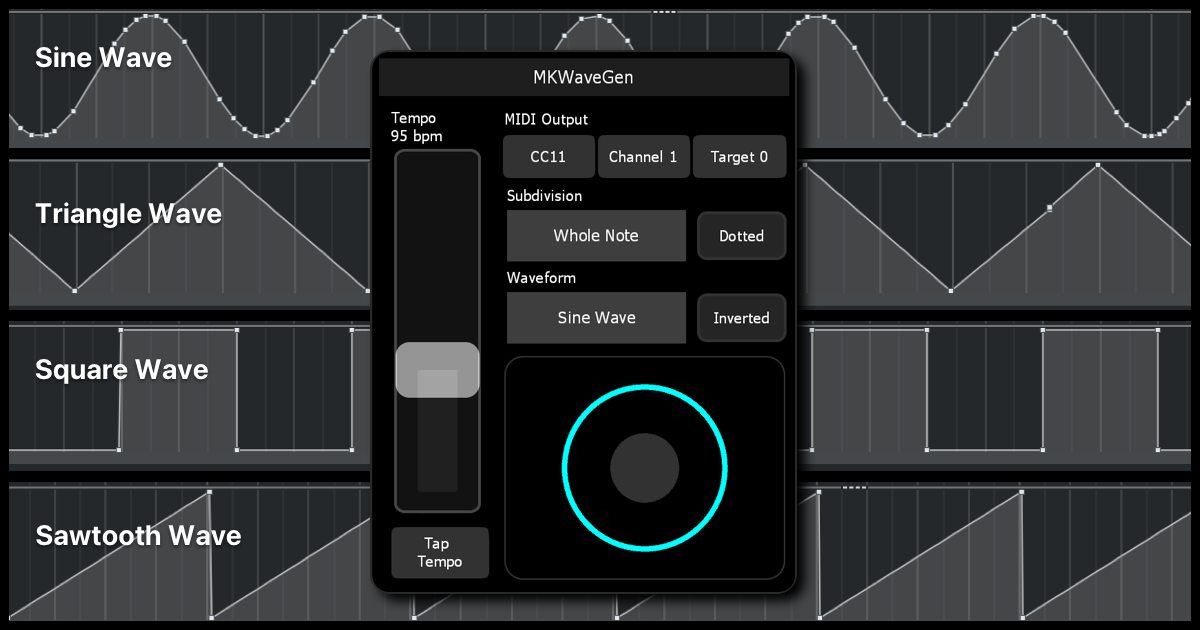 Sine Wave
Triangle Wave
Square Wave
Sawtooth Wave
MKWaveGen
Tempo
95 bpm
Tap
Tempo
MIDI Output
CC11
Channel 1
Target 0
Subdivision
Whole Note
Dotted
Waveform
Sine Wave
Inverted